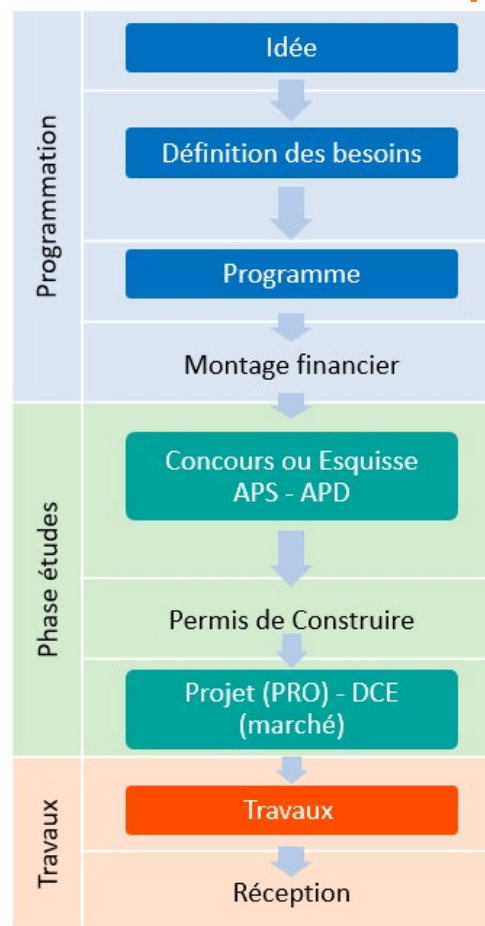 Programmation
Idée
Définition des besoins
Programme
Montage financier
Phase études
Concours ou Esquisse
APS - APD
Permis de Construire
Projet (PRO) - DCE
(marché)
Travaux
Travaux
Réception